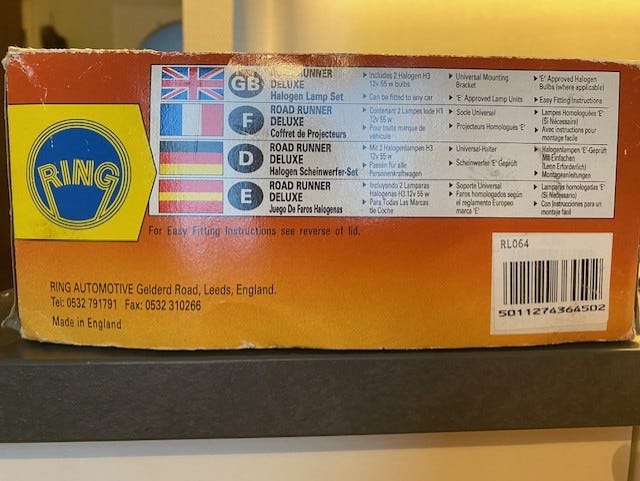 RING
GB
ROAD RUNNER
DELUXE
Halogen Lamp Set
▸ Includes 2 Halogen H3
12v 55 w bulbs
▸ Can be fitted to any car
▸ Universal Mounting
Bracket
▸ 'E' Approved Lamp Units
▸ 'E' Approved Halogen
Bulbs (where applicable)
▸ Easy Fitting Instructions
F
ROAD RUNNER
DELUXE
Coffret de Projecteurs
▸ Contenant 2 Lampes Iode H1
12v 55 w
▸ Pour toute marque de
véhicule
▸ Socle Universel
▸ Projecteurs Homologués 'E'
▸ Lampes Homologuées 'E'
(Si Nécessaire)
▸ Avec instructions pour
montage facile
D
ROAD RUNNER
DELUXE
Halogen Scheinwerfer-Set
▸ Mit 2 Halogenlampen H3
12v 55 w
▸ Passen für alle
Personenkraftwagen
▸ Universal-Halter
▸ Scheinwerfer 'E' Geprüft
▸ Halogenlampen 'E'-Geprüft
Mit Einfachen
(Leen Erforderlich)
▸ Montageanleitungen
E
ROAD RUNNER
DELUXE
Juego De Faros Halogenas
▸ Incluyendo 2 Lamparas
Halogenas H3 12v 55 w
▸ Para Todas Las Marcas
de Coche
▸ Soporte Universal
▸ Faros homologados según
el reglamento Europeo
marca 'E'
▸ Lamparas homologadas 'E'
(Si Necesario)
▸ Con Instrucciones para un
montaje fácil
For Easy Fitting Instructions see reverse of lid.
RING AUTOMOTIVE Gelderd Road, Leeds, England.
Tel: 0532 791791 Fax: 0532 310266
Made in England
RL064
5011274364502